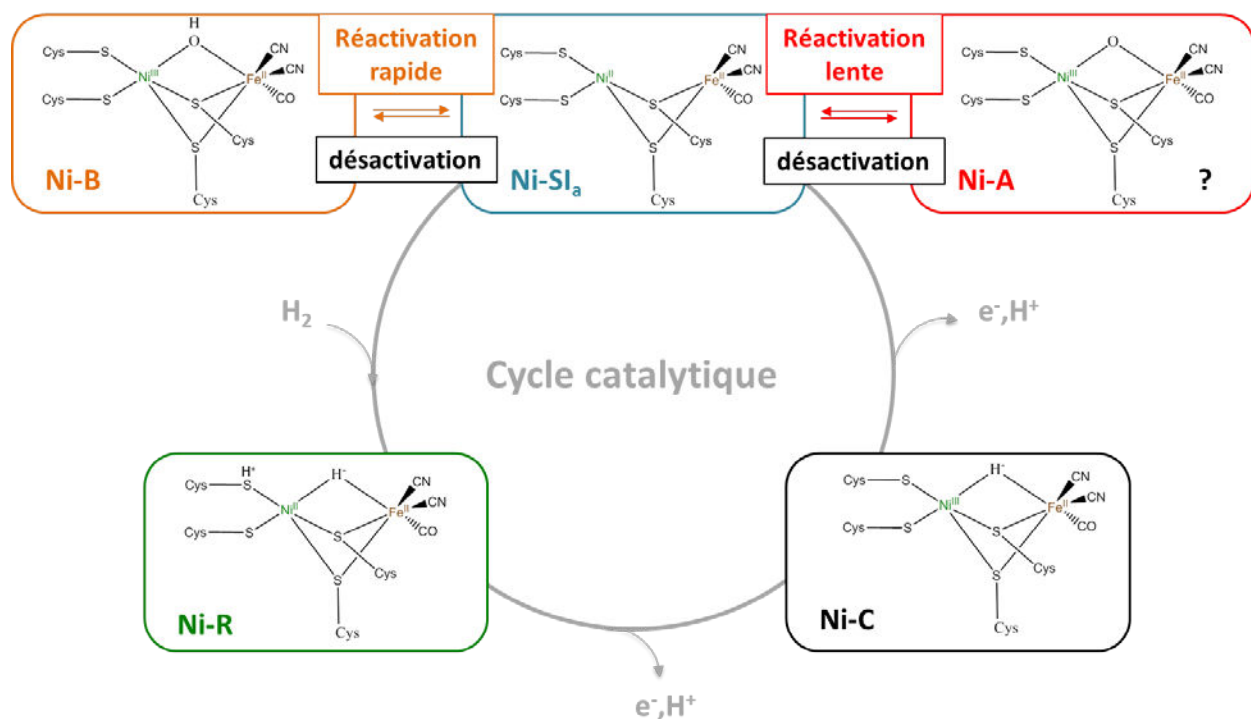 H
O
Cys S
Ni^III
Fe^II
CN
CN
CO
Cys S
S
Cys
S
Cys
Ni-B
Réactivation
rapide
désactivation
Cys S
Ni^II
Fe^II
CN
CN
CO
Cys S
S
Cys
S
Cys
Ni-SI_a
Réactivation
lente
désactivation
O
Cys S
Ni^III
Fe^II
CN
CN
CO
Cys S
S
Cys
S
Cys
Ni-A
?
H₂
Cycle catalytique
e⁻,H⁺
H⁺
Cys S
H⁻
Ni^II
Fe^II
CN
CN
CO
Cys S
S
Cys
S
Cys
Ni-R
H⁻
Cys S
Ni^III
Fe^II
CN
CN
CO
Cys S
S
Cys
S
Cys
Ni-C
e⁻,H⁺